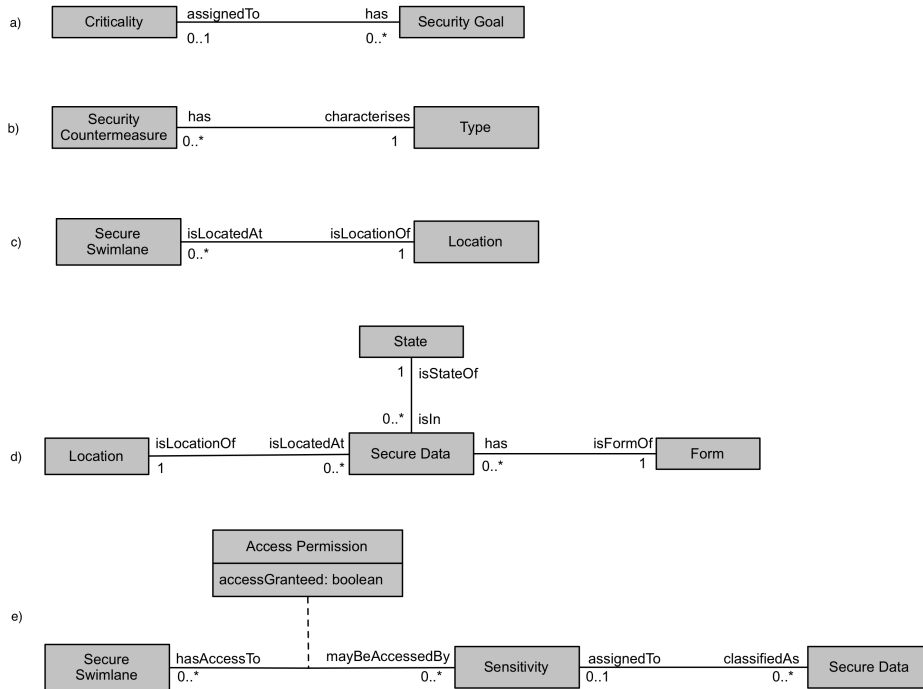 a)
Criticality
assignedTo
has
0..1
0..*
Security Goal
b)
Security
Countermeasure
has
characterises
0..*
1
Type
c)
Secure
Swimlane
isLocatedAt
isLocationOf
0..*
1
Location
State
1
isStateOf
0..*
isIn
d)
Location
isLocationOf
isLocatedAt
1
0..*
Secure Data
has
isFormOf
0..*
1
Form
Access Permission
accessGranteed: boolean
e)
Secure
Swimlane
hasAccessTo
mayBeAccessedBy
0..*
0..*
Sensitivity
assignedTo
classifiedAs
0..1
0..*
Secure Data